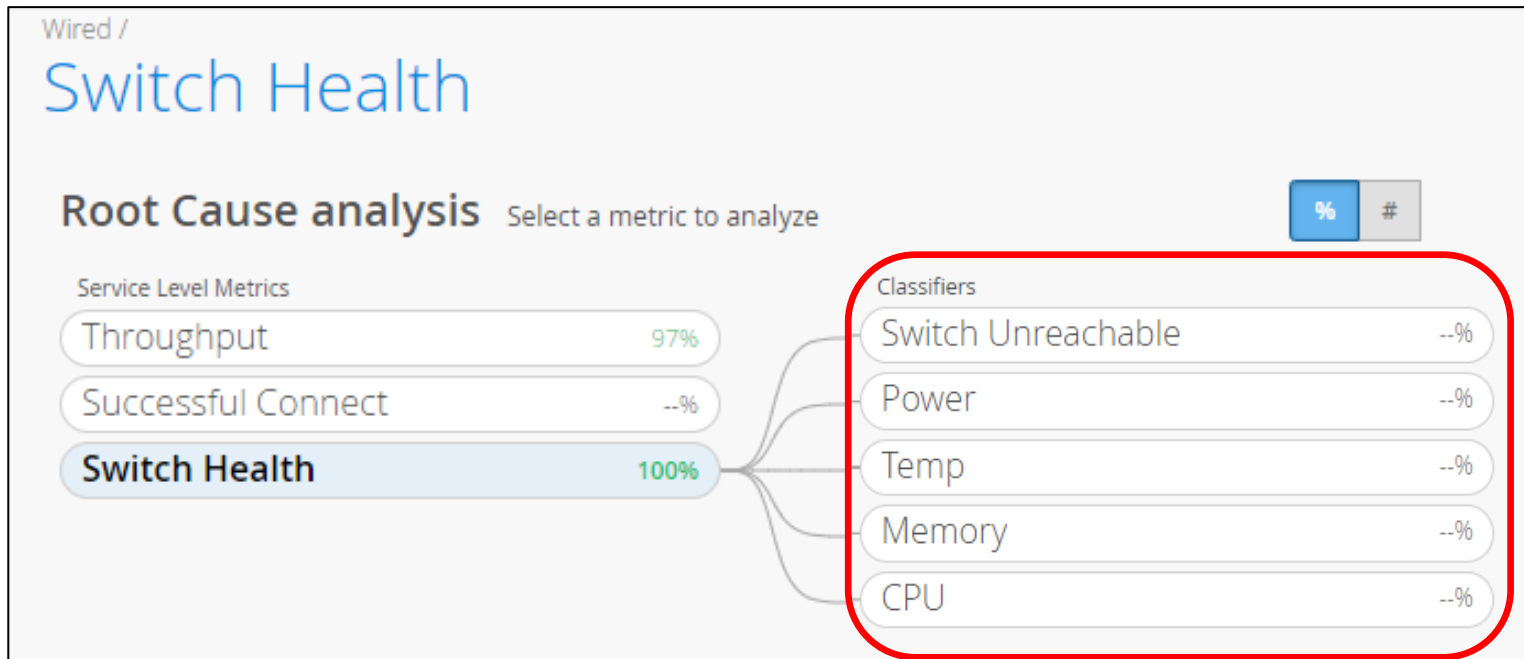 Wired /
Switch Health
Root Cause analysis Select a metric to analyze % #
Service Level Metrics
Throughput 97%
Successful Connect --%
Switch Health 100%
Classifiers
Switch Unreachable --%
Power --%
Temp --%
Memory --%
CPU --%